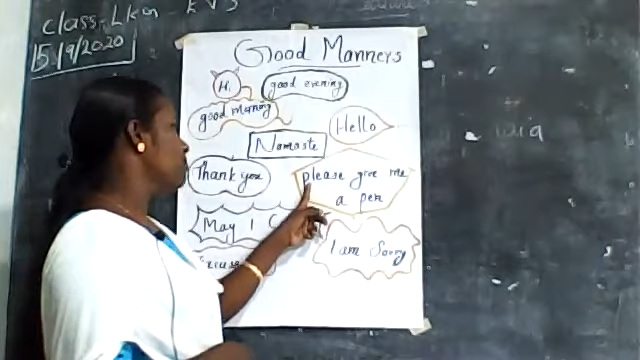 Class- Lkg - KVS
15/9/2020
Good Manners
Hi
good evening
good morning
Hello
Namaste
Thank you
please give me
a pen
May I
I am Sorry